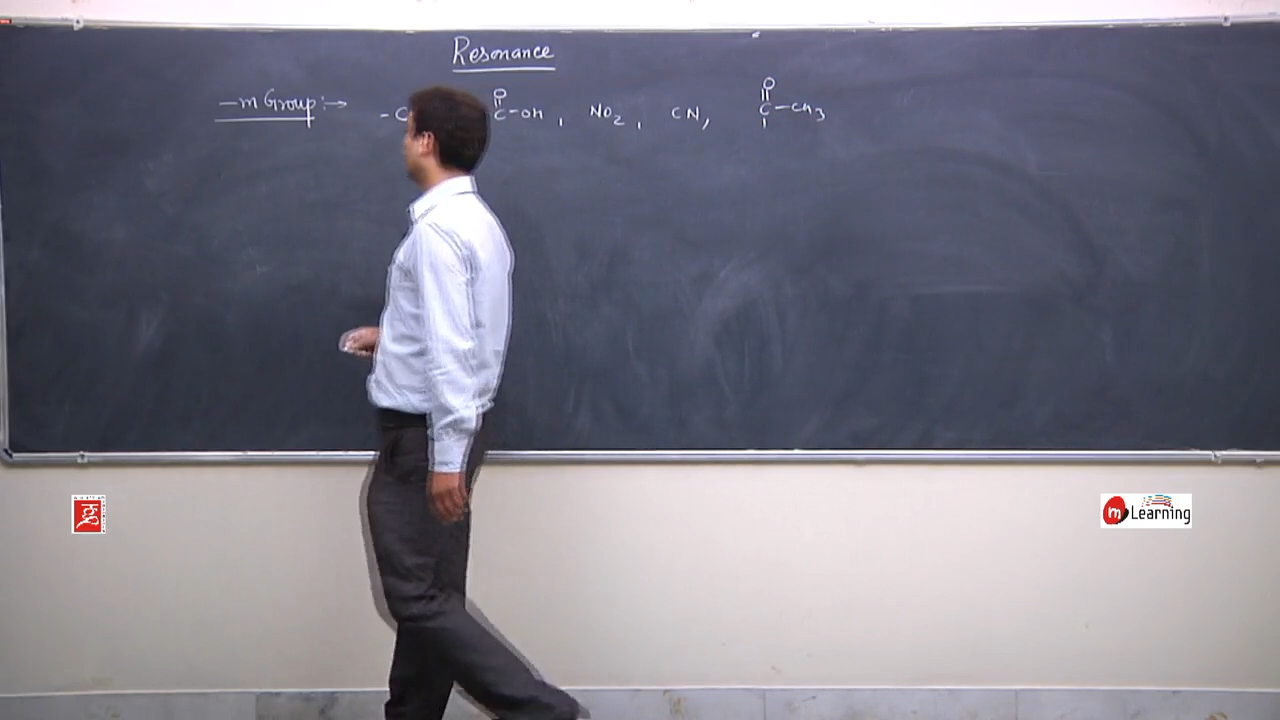 Resonance
O O
-m Group:→ -C C-OH, NO2, CN, C-CH3
m Learning